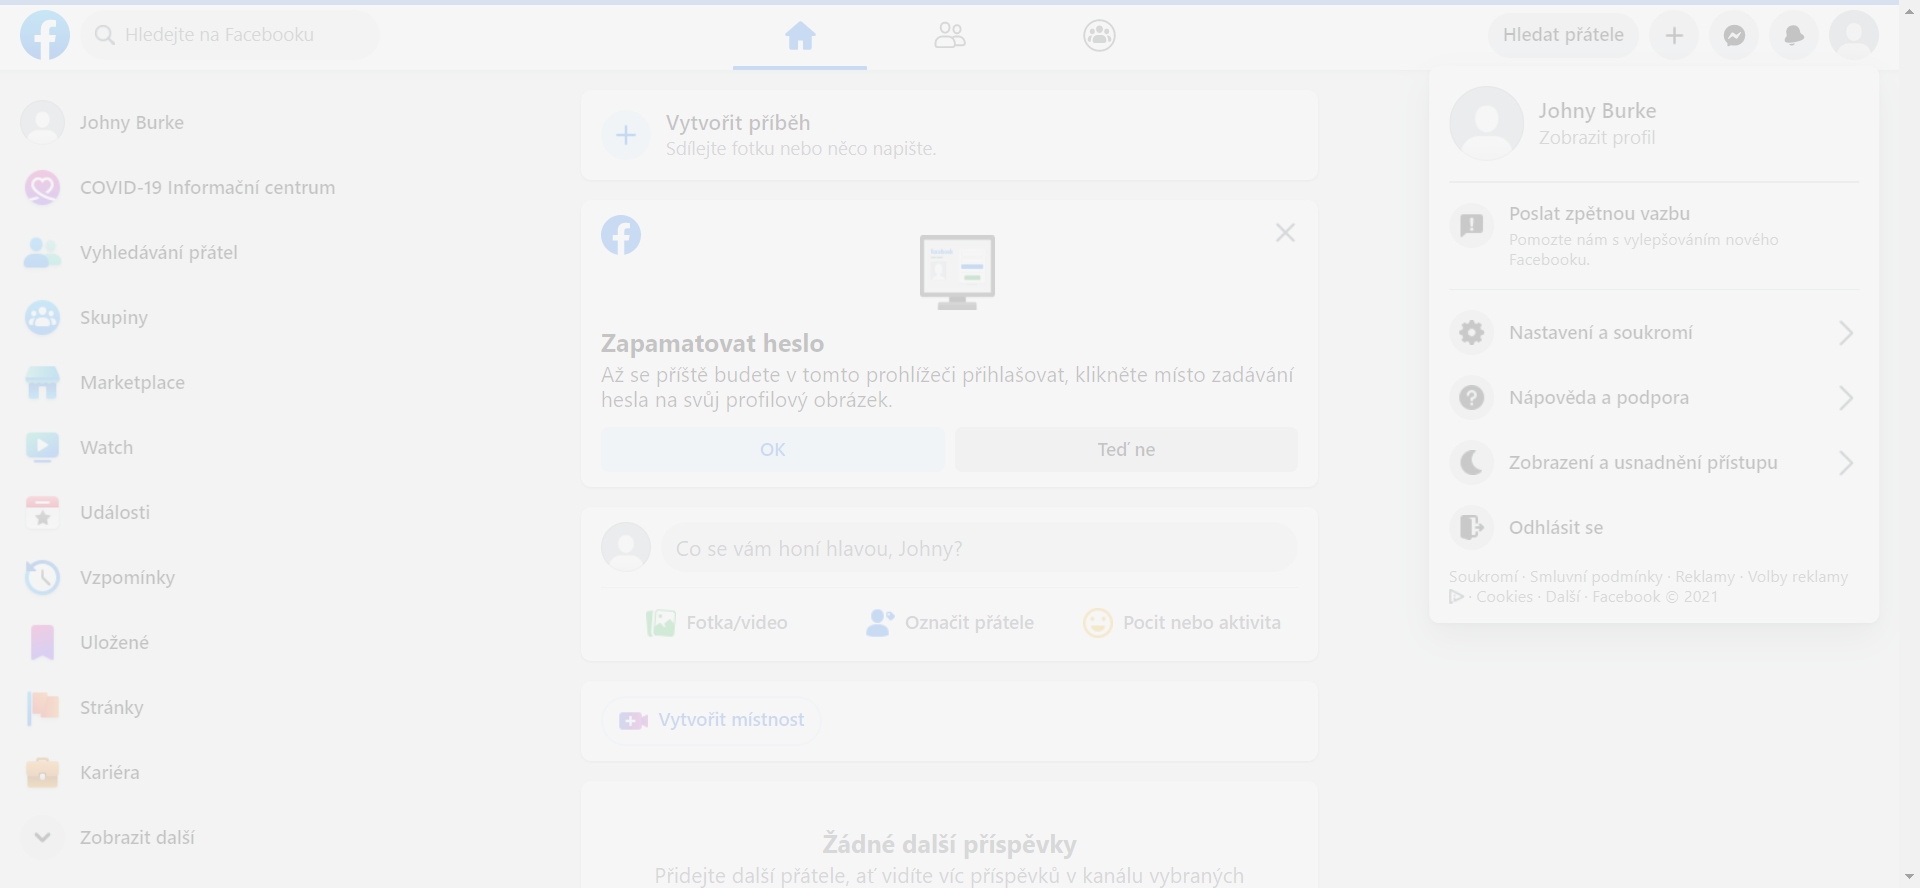 Hledejte na Facebooku
Hledat přátele
Johny Burke
COVID-19 Informační centrum
Vyhledávání přátel
Skupiny
Marketplace
Watch
Události
Vzpomínky
Uložené
Stránky
Kariéra
Zobrazit další
Vytvořit příběh
Sdílejte fotku nebo něco napište.
Zapamatovat heslo
Až se příště budete v tomto prohlížeči přihlašovat, klikněte místo zadávání
hesla na svůj profilový obrázek.
OK
Teď ne
Co se vám honí hlavou, Johny?
Fotka/video
Označit přátele
Pocit nebo aktivita
Vytvořit místnost
Žádné další příspěvky
Přidejte další přátele, ať vidíte víc příspěvků v kanálu vybraných
Johny Burke
Zobrazit profil
Poslat zpětnou vazbu
Pomozte nám s vylepšováním nového
Facebooku.
Nastavení a soukromí
Nápověda a podpora
Zobrazení a usnadnění přístupu
Odhlásit se
Soukromí · Smluvní podmínky · Reklamy · Volby reklamy
· Cookies · Další · Facebook © 2021